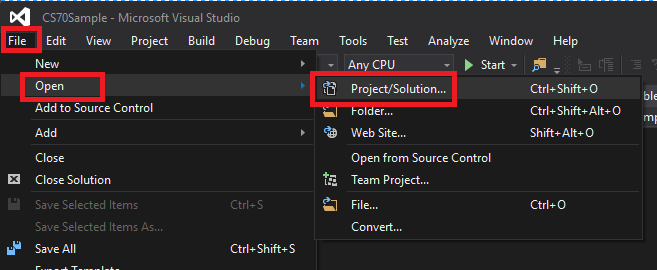 CS70Sample - Microsoft Visual Studio
File Edit View Project Build Debug Team Tools Test Analyze
Any CPU Start
New
Open
Add to Source Control
Add
Close
Close Solution
Save Selected Items Ctrl+S
Save Selected Items As...
Save All Ctrl+Shift+S
Project/Solution... Ctrl+Shift+O
Folder... Ctrl+Shift+Alt+O
Web Site... Shift+Alt+O
Open from Source Control
Team Project...
File... Ctrl+O
Convert...